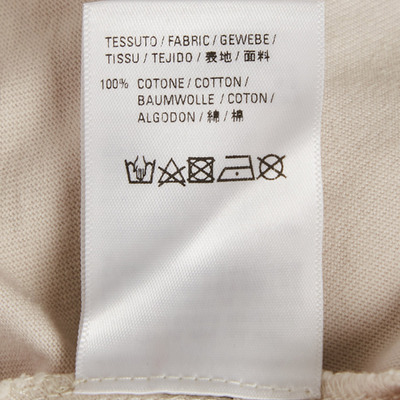 TESSUTO / FABRIC / GEWEBE /
TISSU / TEJIDO / 表地 / 面料
100% COTONE / COTTON /
BAUMWOLLE / COTON /
ALGODON / 綿 / 棉